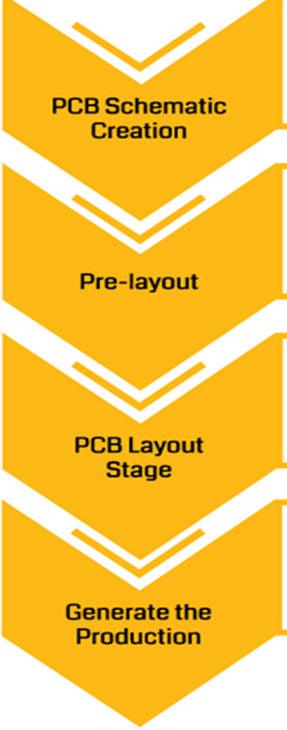 PCB Schematic
Creation
Pre-layout
PCB Layout
Stage
Generate the
Production